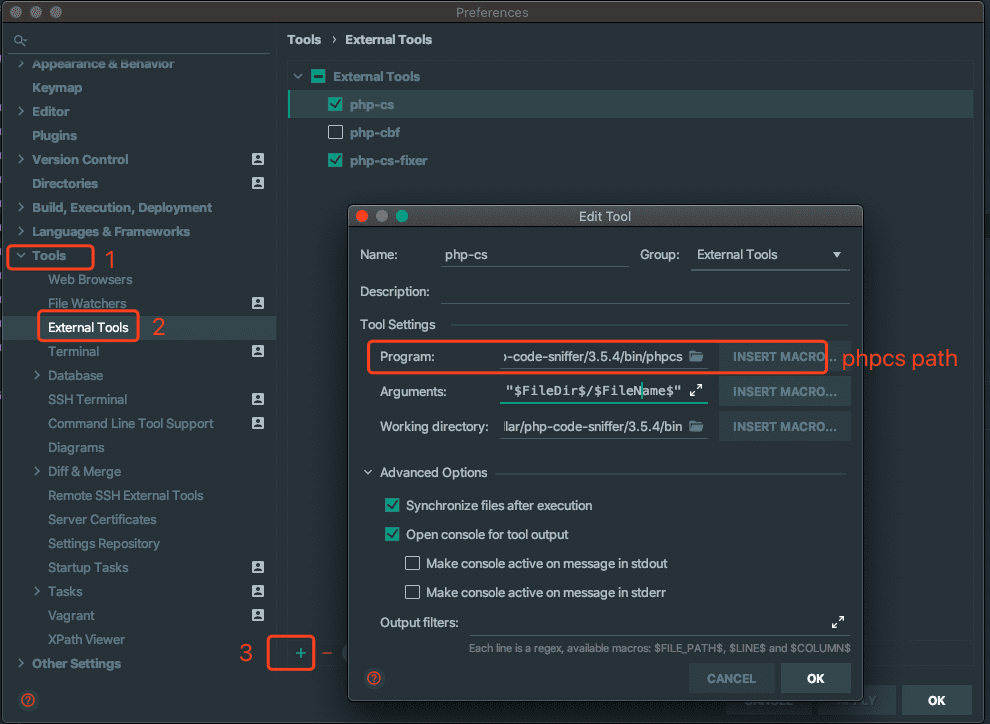 Preferences
Appearance & Behavior
Keymap
Editor
Plugins
Version Control
Directories
Build, Execution, Deployment
Languages & Frameworks
Tools 1
Web Browsers
File Watchers
External Tools 2
Terminal
Database
SSH Terminal
Command Line Tool Support
Diagrams
Diff & Merge
Remote SSH External Tools
Server Certificates
Settings Repository
Startup Tasks
Tasks
Vagrant
XPath Viewer
Other Settings
?
Tools › External Tools
External Tools
php-cs
php-cbf
php-cs-fixer
3 + −
Edit Tool
Name: php-cs Group: External Tools
Description:
Tool Settings
Program: -code-sniffer/3.5.4/bin/phpcs INSERT MACRO... phpcs path
Arguments: "$FileDir$/$FileName$" INSERT MACRO...
Working directory: llar/php-code-sniffer/3.5.4/bin INSERT MACRO...
Advanced Options
Synchronize files after execution
Open console for tool output
Make console active on message in stdout
Make console active on message in stderr
Output filters:
Each line is a regex, available macros: $FILE_PATH$, $LINE$ and $COLUMN$
? CANCEL OK
CANCEL APPLY OK